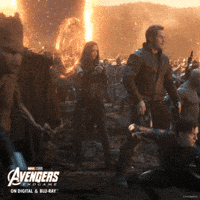 MARVEL STUDIOS
AVENGERS
ENDGAME
ON DIGITAL & BLU-RAY